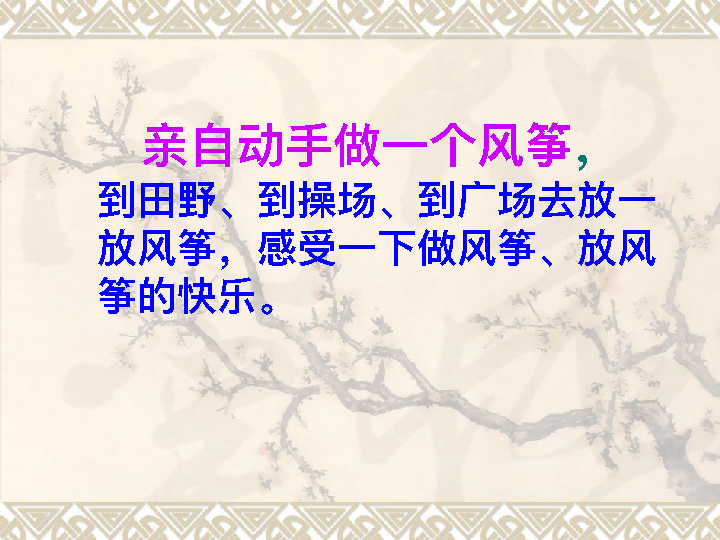 亲自动手做一个风筝，
到田野、到操场、到广场去放一
放风筝，感受一下做风筝、放风
筝的快乐。